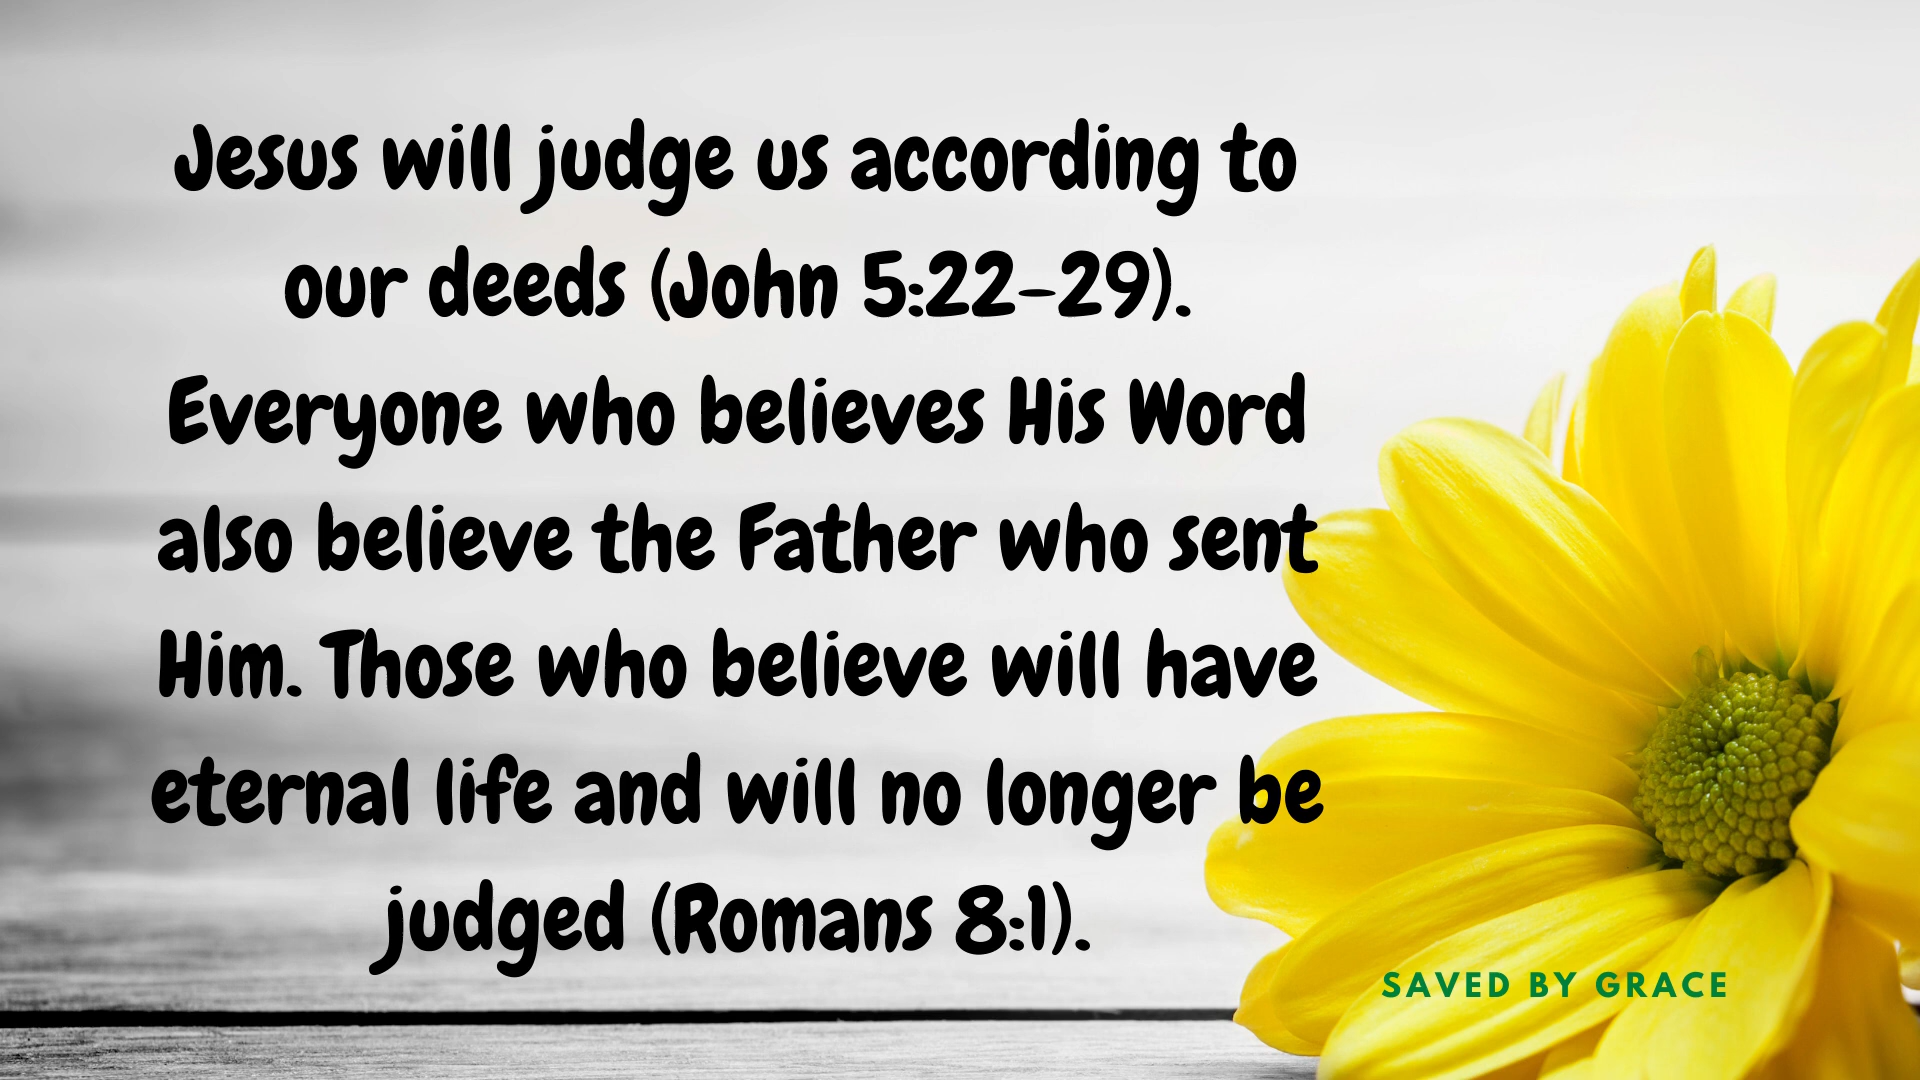 Jesus will judge us according to
our deeds (John 5:22-29).
Everyone who believes His Word
also believe the Father who sent
Him. Those who believe will have
eternal life and will no longer be
judged (Romans 8:1).
SAVED BY GRACE